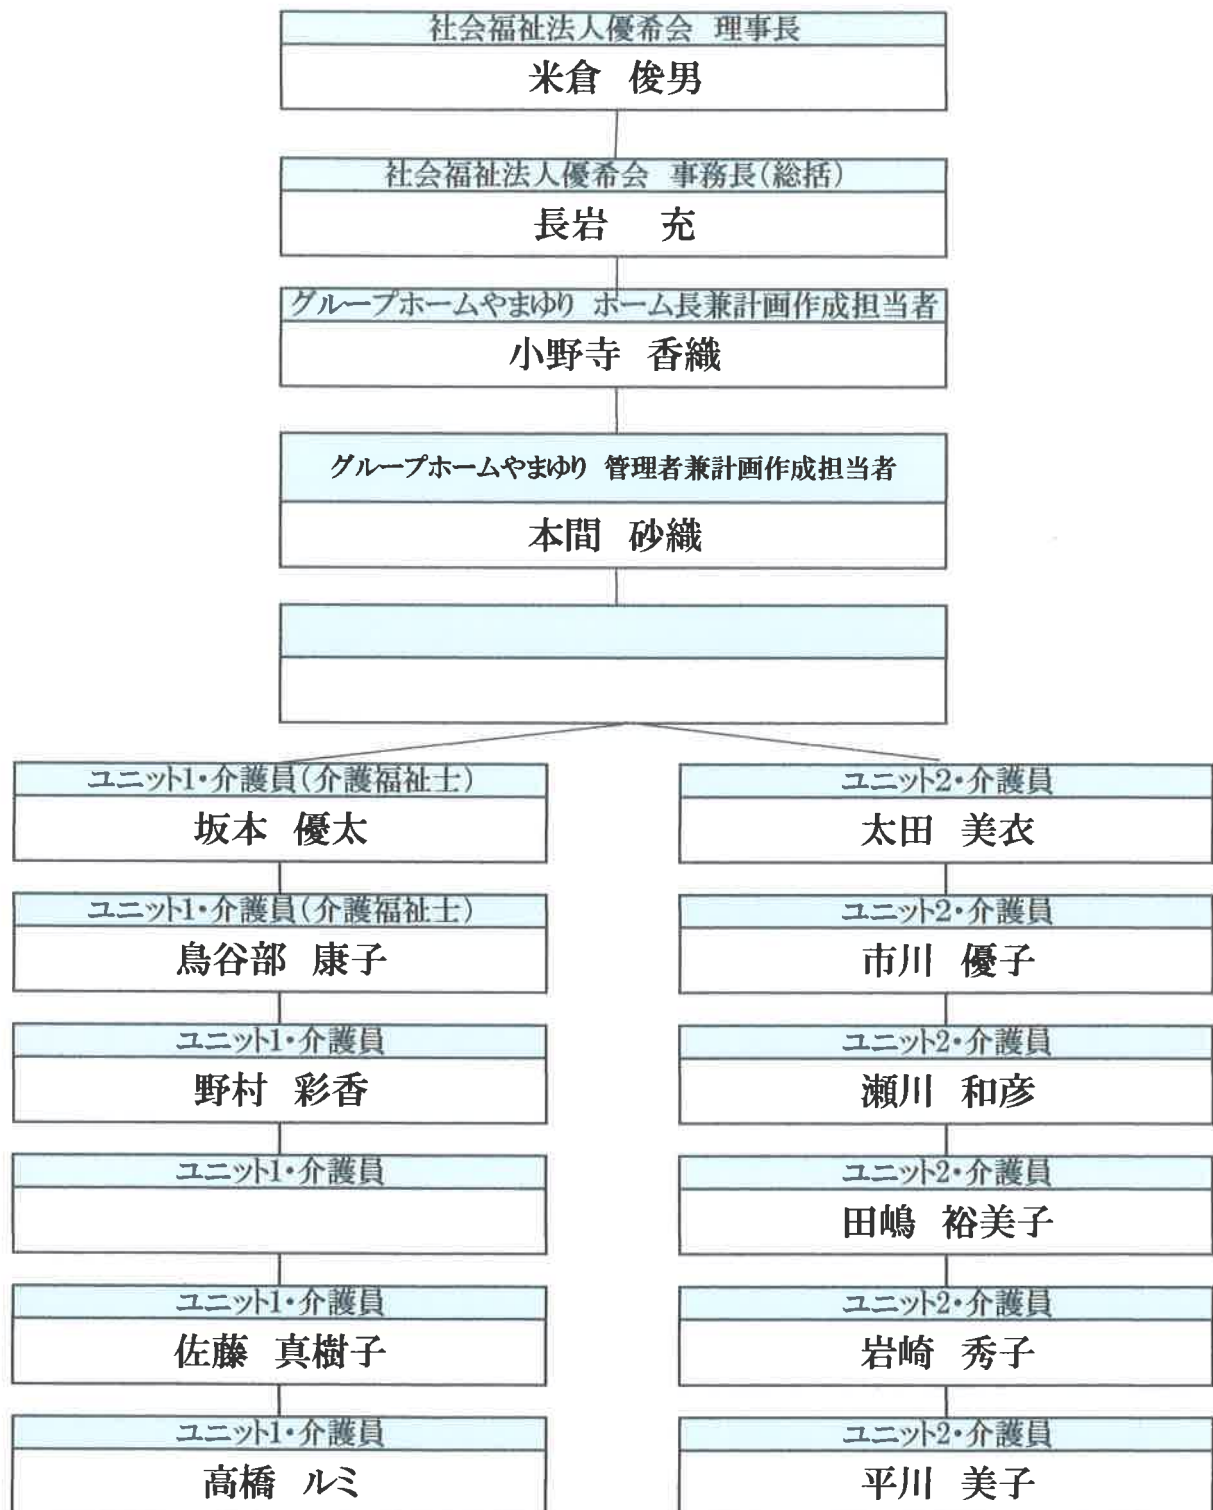 社会福祉法人優希会 理事長
米倉 俊男
社会福祉法人優希会 事務長(総括)
長岩 充
グループホームやまゆり ホーム長兼計画作成担当者
小野寺 香織
グループホームやまゆり 管理者兼計画作成担当者
本間 砂織
ユニット1・介護員(介護福祉士)
坂本 優太
ユニット1・介護員(介護福祉士)
鳥谷部 康子
ユニット1・介護員
野村 彩香
ユニット1・介護員
ユニット1・介護員
佐藤 真樹子
ユニット1・介護員
高橋 ルミ
ユニット2・介護員
太田 美衣
ユニット2・介護員
市川 優子
ユニット2・介護員
瀬川 和彦
ユニット2・介護員
田嶋 裕美子
ユニット2・介護員
岩崎 秀子
ユニット2・介護員
平川 美子